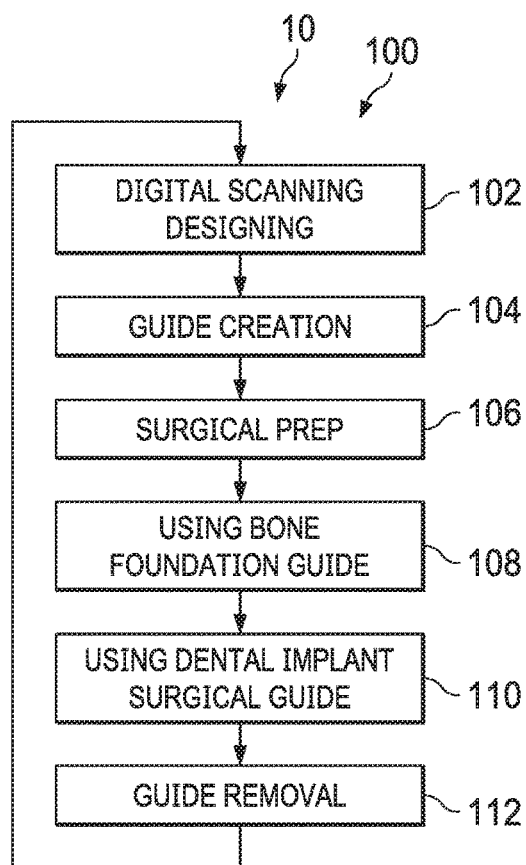 10
100
DIGITAL SCANNING
DESIGNING
102
GUIDE CREATION
104
SURGICAL PREP
106
USING BONE
FOUNDATION GUIDE
108
USING DENTAL IMPLANT
SURGICAL GUIDE
110
GUIDE REMOVAL
112